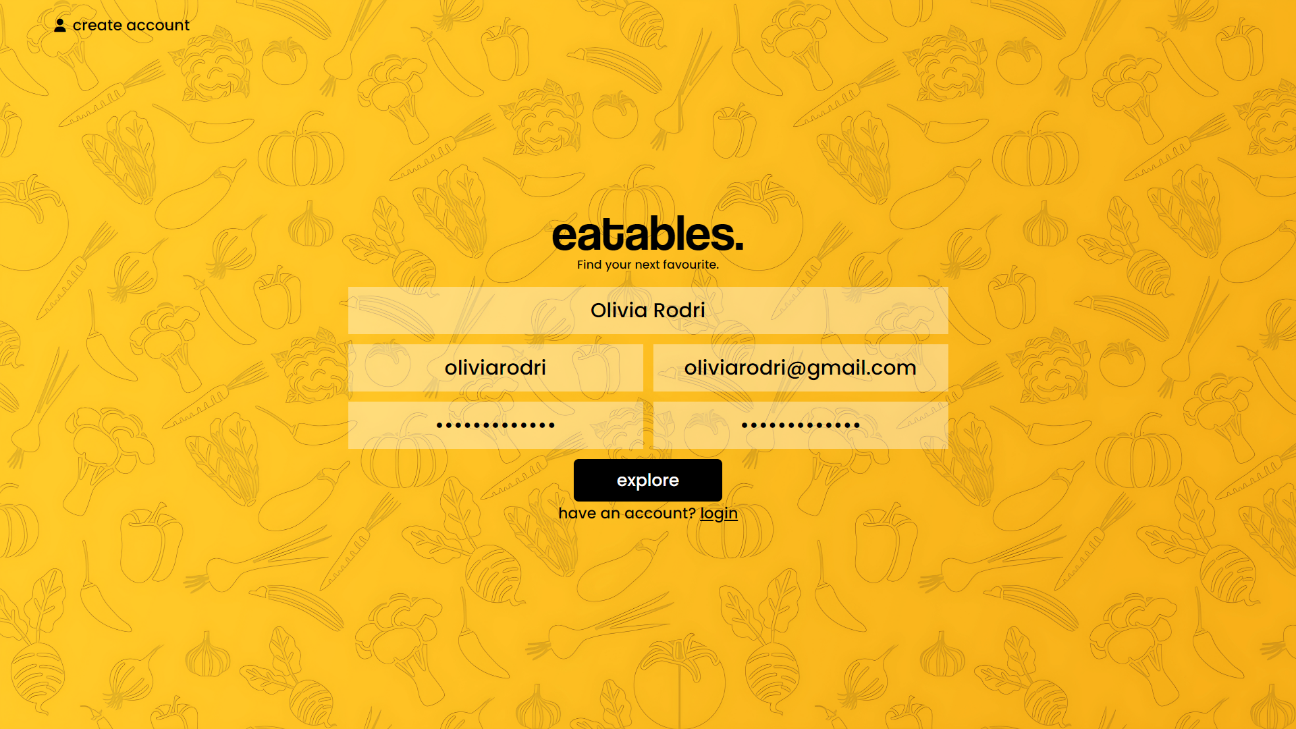 create account
eatables.
Find your next favourite.
Olivia Rodri
oliviarodri
oliviarodri@gmail.com
•••••••••••••
•••••••••••••
explore
have an account? login